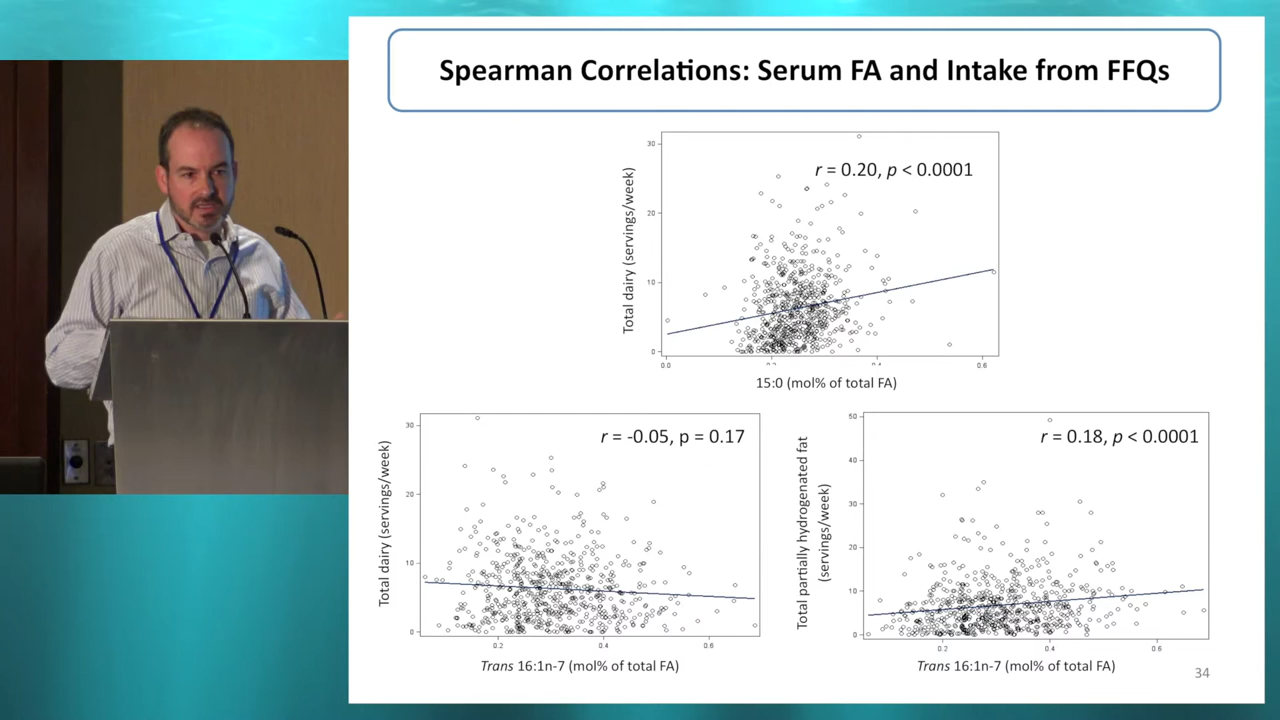 Spearman Correlations: Serum FA and Intake from FFQs
30
20
10
0
Total dairy (servings/week)
r = 0.20, p < 0.0001
0.0
0.2
0.4
0.6
15:0 (mol% of total FA)
30
20
10
0
Total dairy (servings/week)
r = -0.05, p = 0.17
0.2
0.4
0.6
Trans 16:1n-7 (mol% of total FA)
50
40
30
20
10
0
Total partially hydrogenated fat
(servings/week)
r = 0.18, p < 0.0001
0.2
0.4
0.6
Trans 16:1n-7 (mol% of total FA)
34